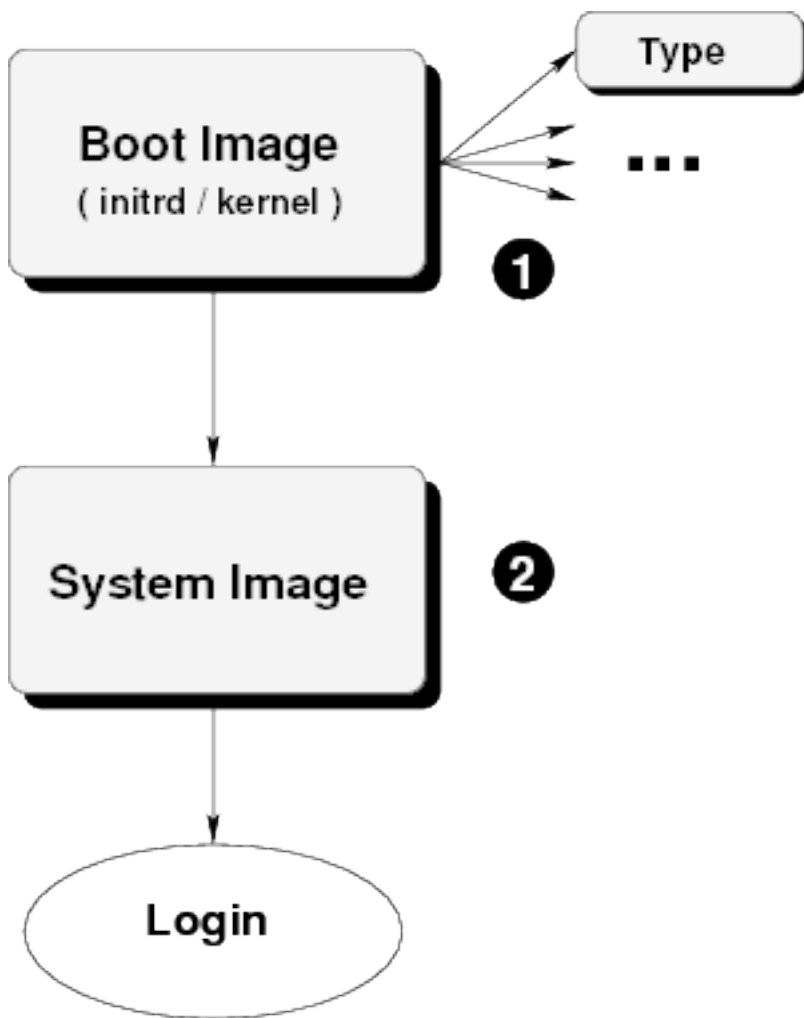 Type
Boot Image
( initrd / kernel )
...
1
System Image
2
Login